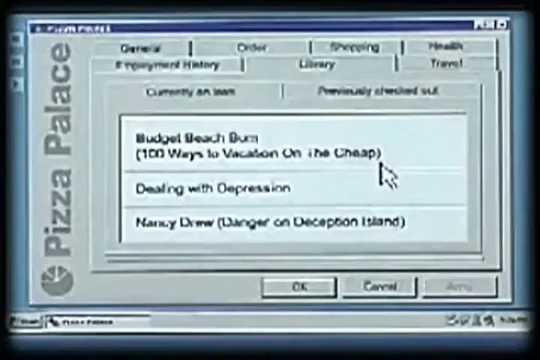 Pizza Palace
General Order Shopping Health
Employment History Library Travel
Currently on loan Previously checked out
Budget Beach Bum
(100 Ways to Vacation On The Cheap)
Dealing with Depression
Nancy Drew (Danger on Deception Island)
Pizza Palace
OK Cancel Apply
Start Pizza Palace